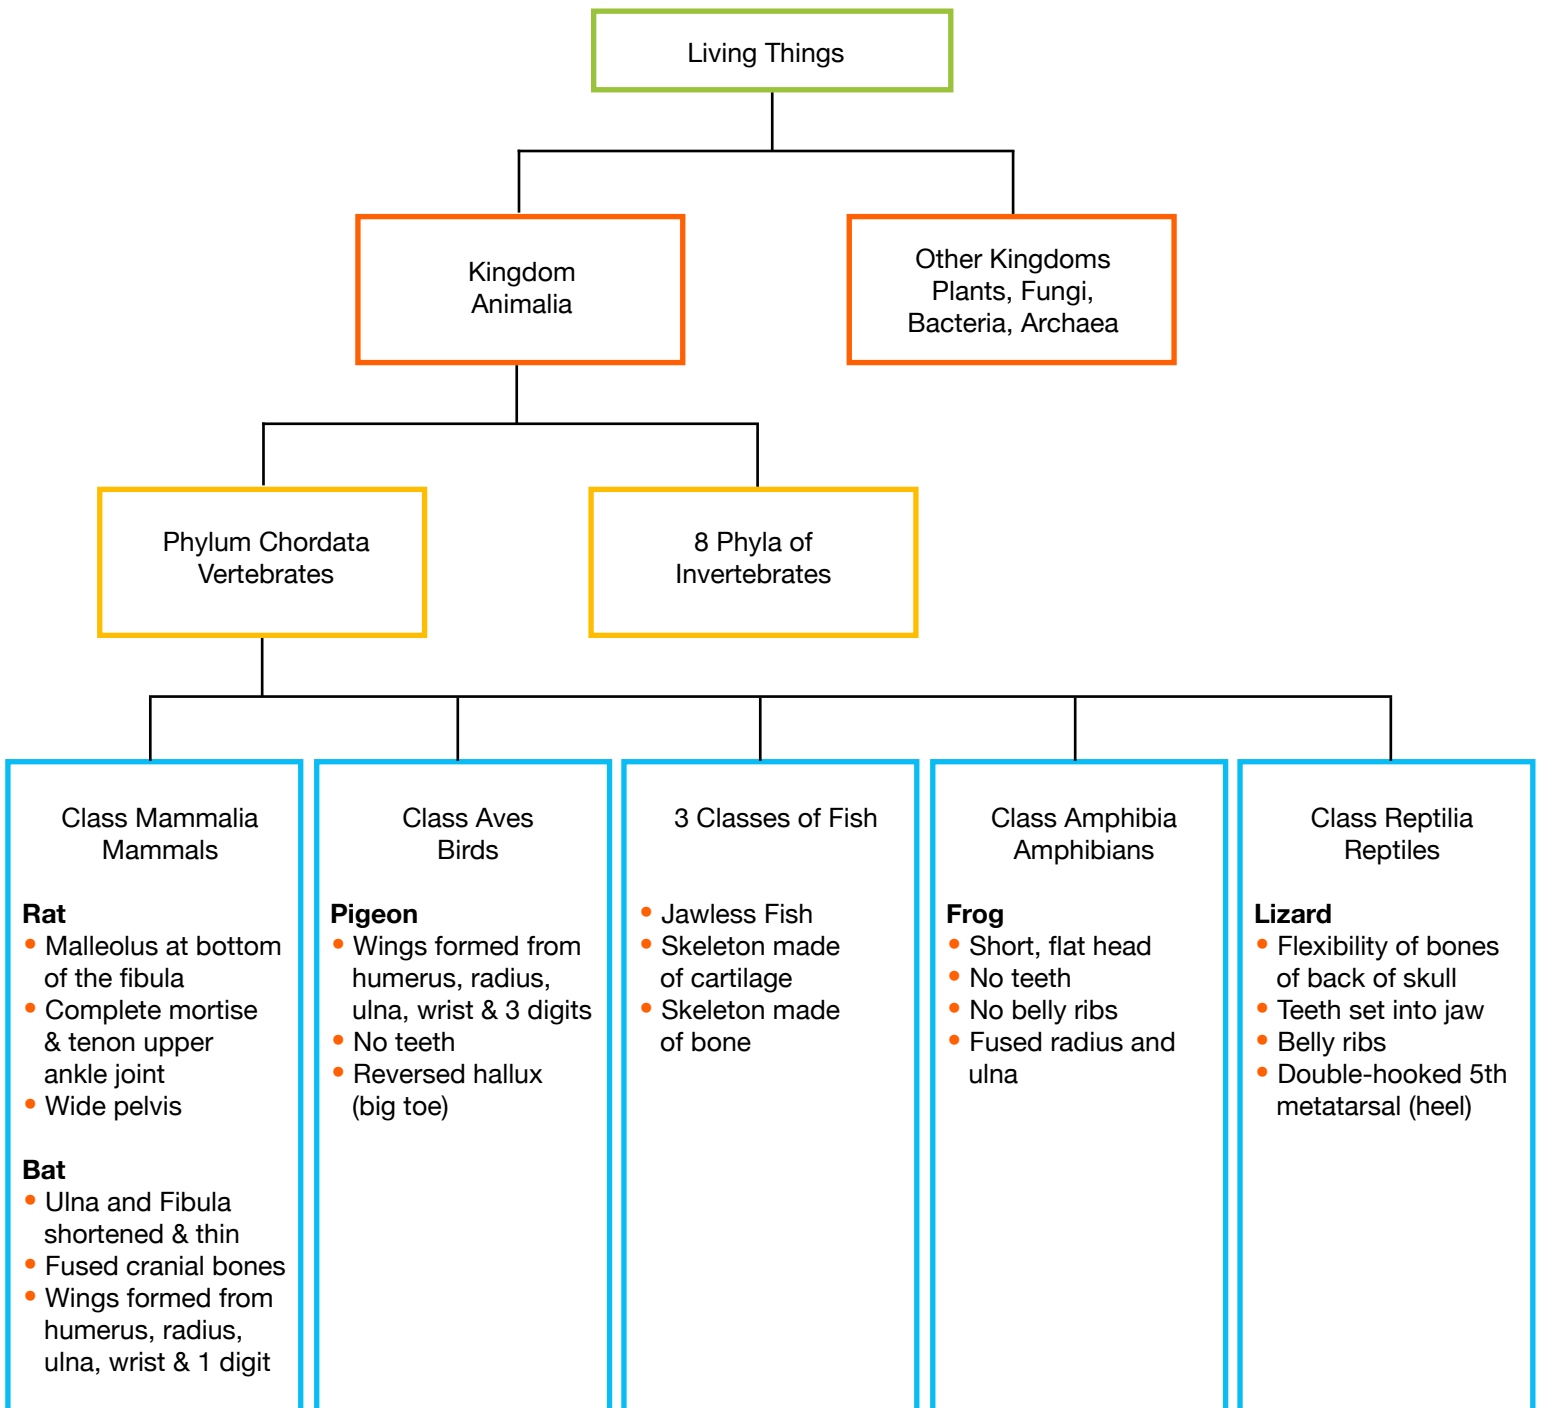 Living Things
Kingdom
Animalia
Other Kingdoms
Plants, Fungi,
Bacteria, Archaea
Phylum Chordata
Vertebrates
8 Phyla of
Invertebrates
Class Mammalia
Mammals
Rat
• Malleolus at bottom
of the fibula
• Complete mortise
& tenon upper
ankle joint
• Wide pelvis
Bat
• Ulna and Fibula
shortened & thin
• Fused cranial bones
• Wings formed from
humerus, radius,
ulna, wrist & 1 digit
Class Aves
Birds
Pigeon
• Wings formed from
humerus, radius,
ulna, wrist & 3 digits
• No teeth
• Reversed hallux
(big toe)
3 Classes of Fish
• Jawless Fish
• Skeleton made
of cartilage
• Skeleton made
of bone
Class Amphibia
Amphibians
Frog
• Short, flat head
• No teeth
• No belly ribs
• Fused radius and
ulna
Class Reptilia
Reptiles
Lizard
• Flexibility of bones
of back of skull
• Teeth set into jaw
• Belly ribs
• Double-hooked 5th
metatarsal (heel)